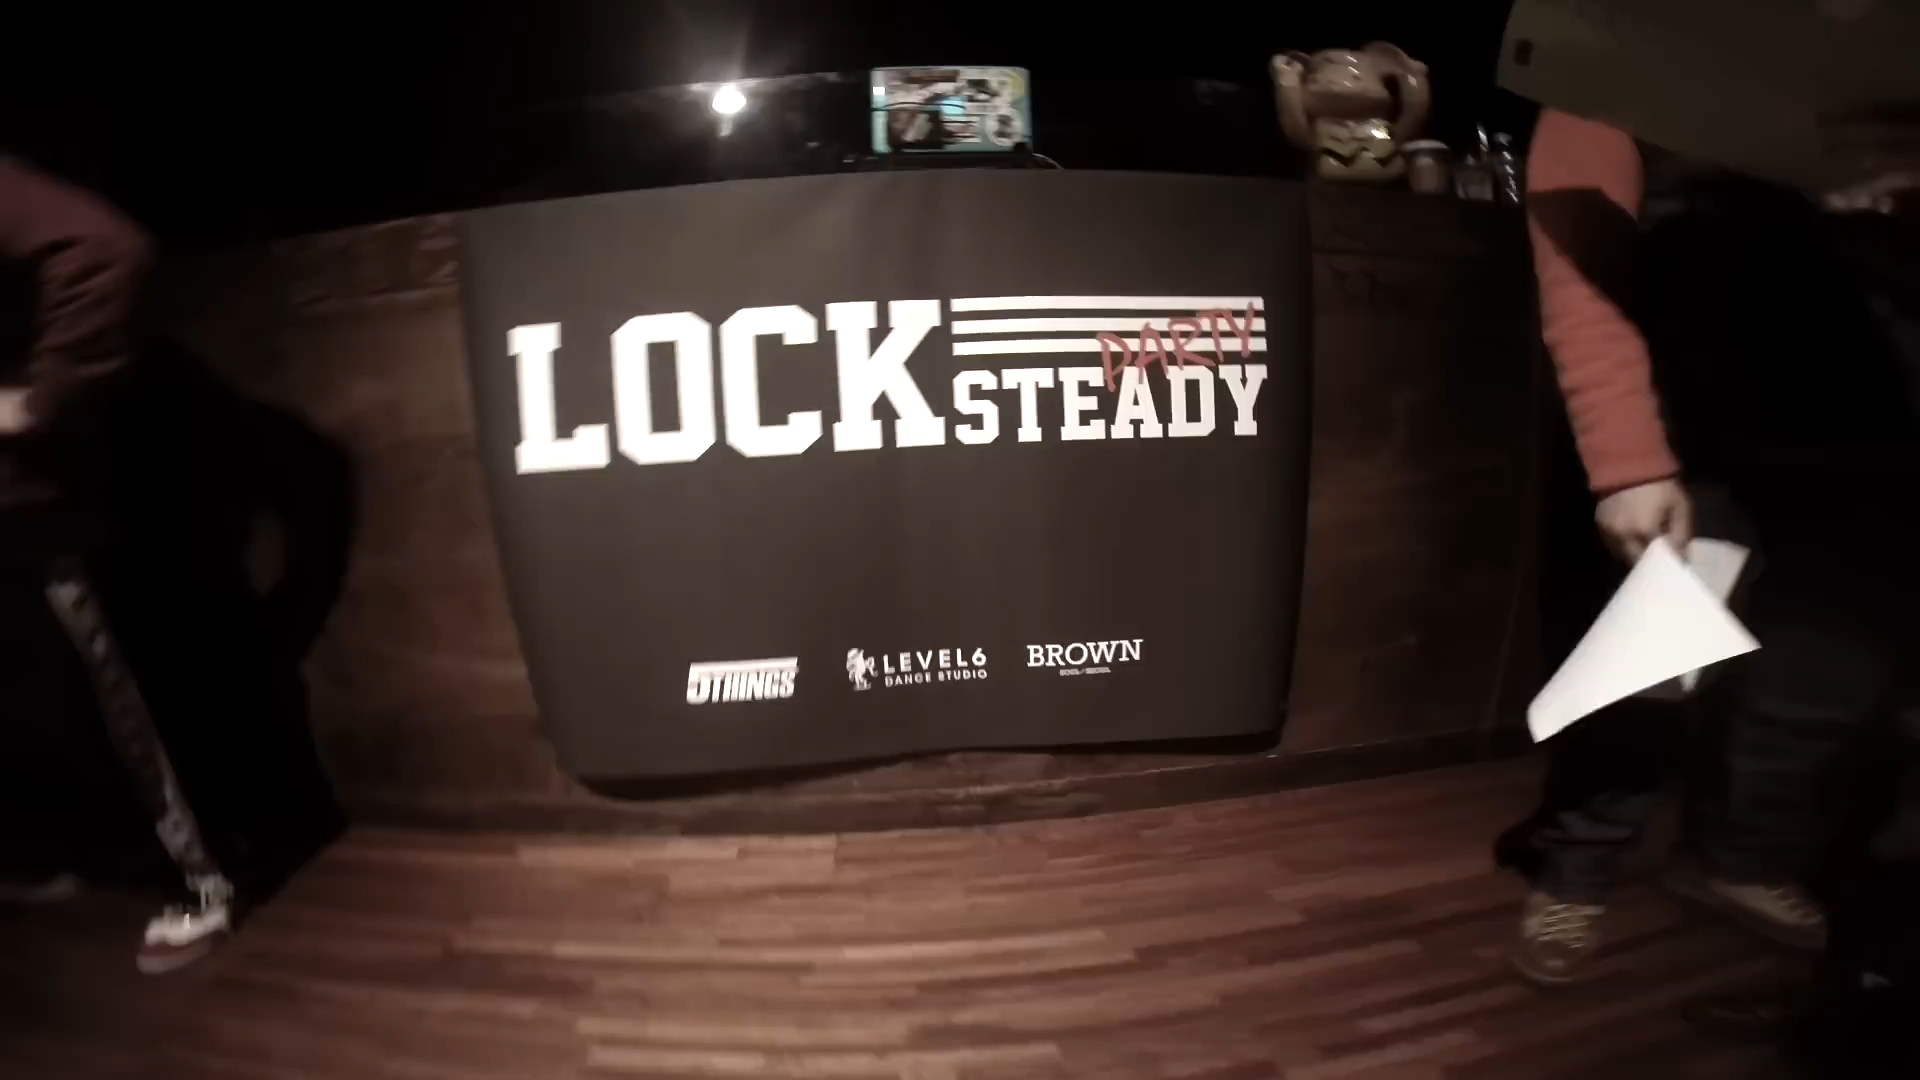 LOCK
PARTY
STEADY
5THINGS
LEVEL6
DANCE STUDIO
BROWN